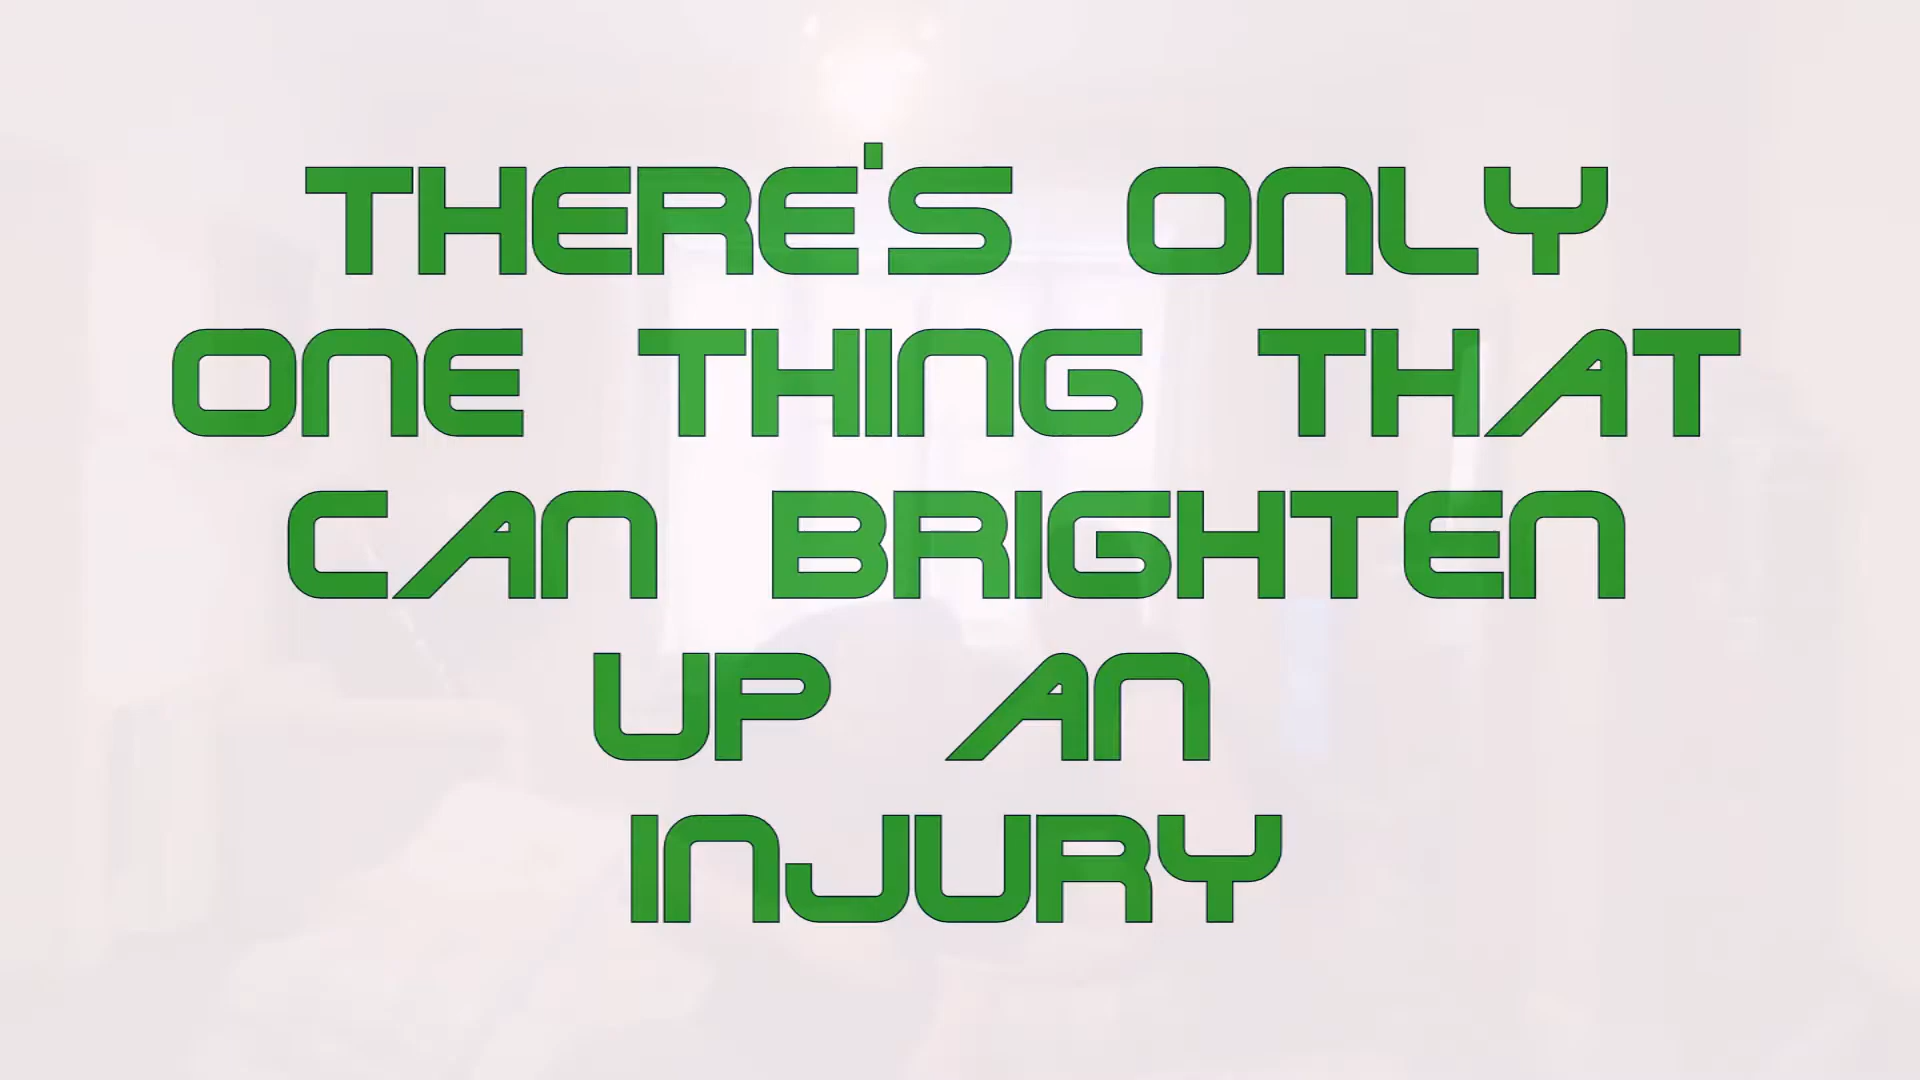 THERE'S ONLY
ONE THING THAT
CAN BRIGHTEN
UP AN
INJURY